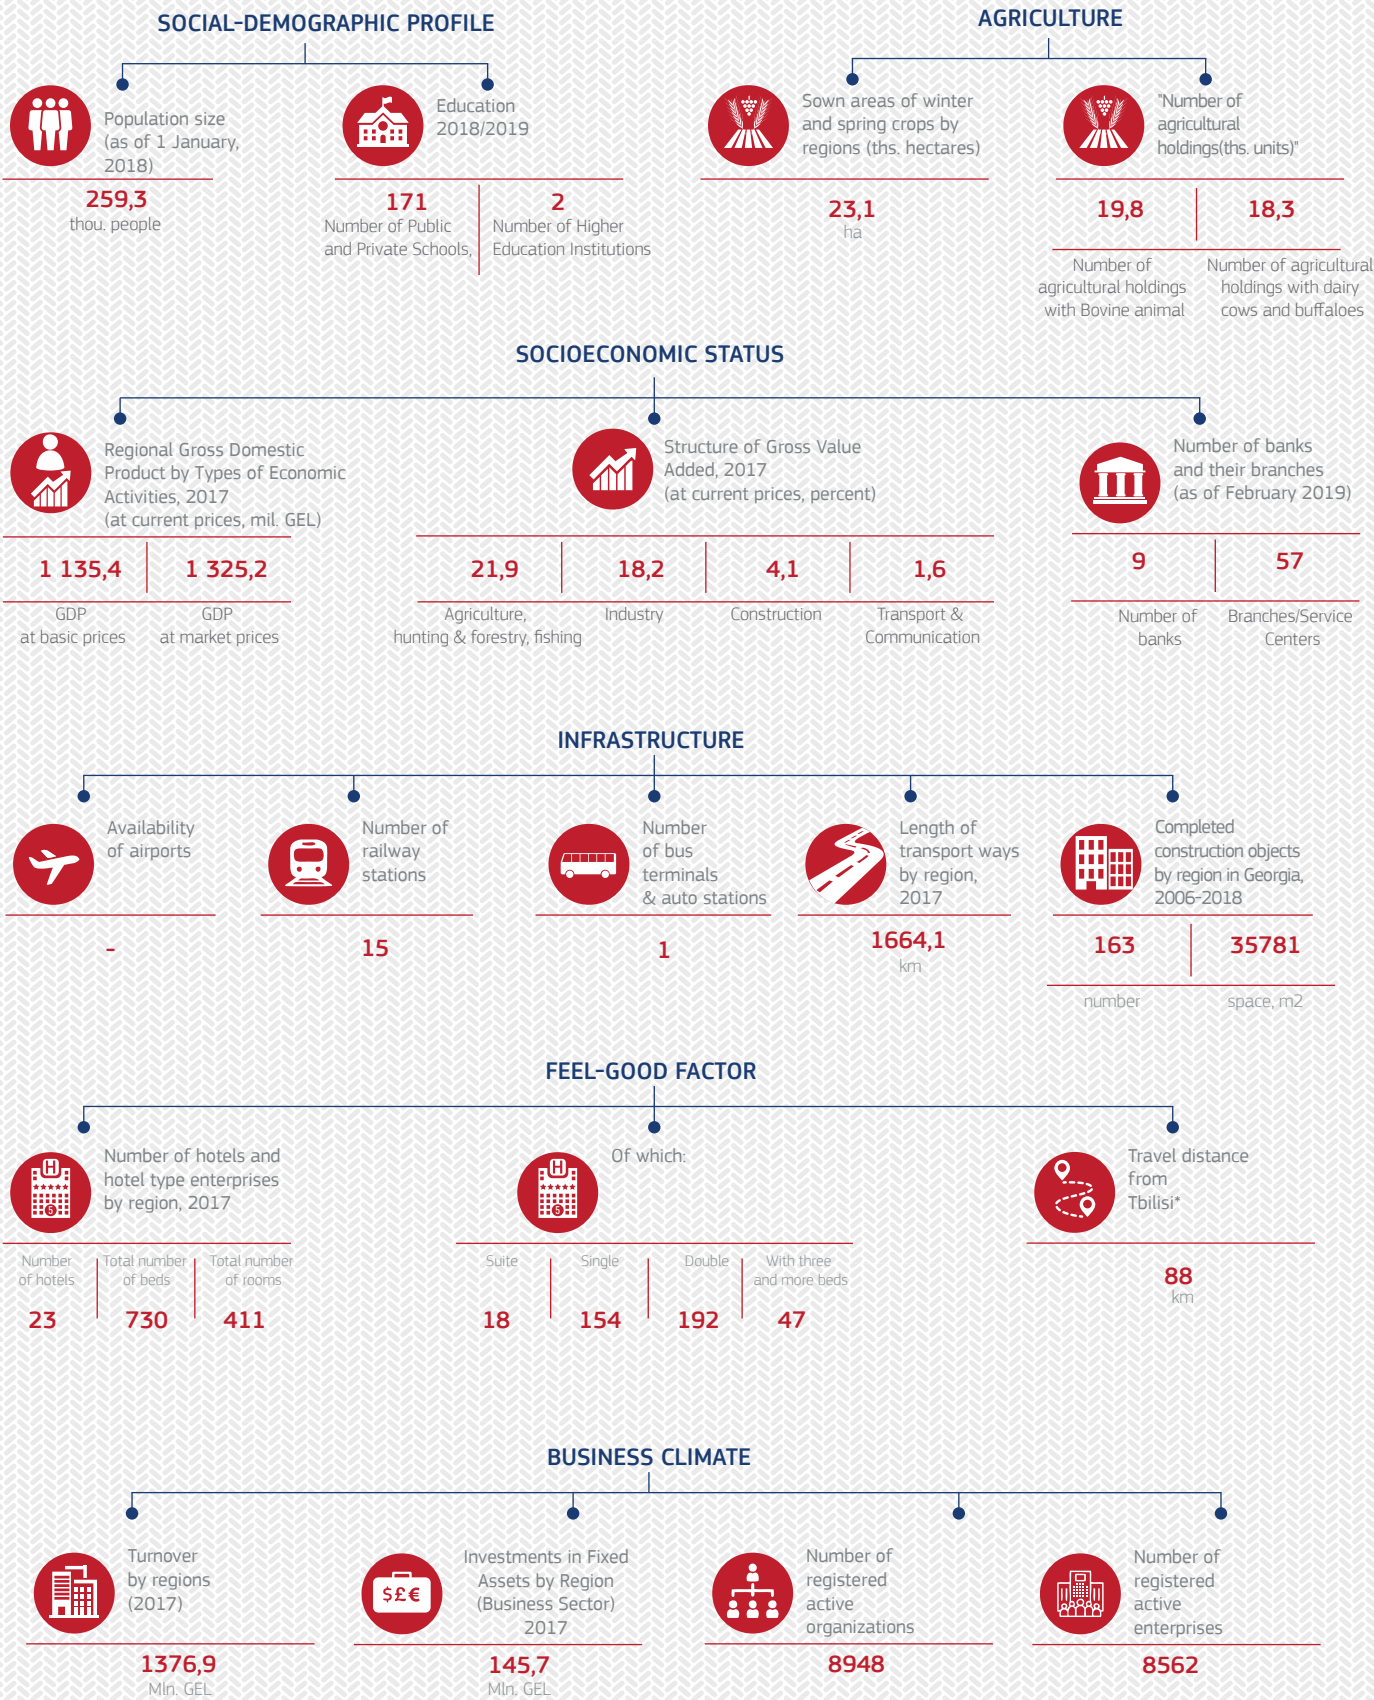 SOCIAL-DEMOGRAPHIC PROFILE
Population size
(as of 1 January,
2018)
259,3
thou. people
Education
2018/2019
171
Number of Public
and Private Schools,
2
Number of Higher
Education Institutions
AGRICULTURE
Sown areas of winter
and spring crops by
regions (ths. hectares)
23,1
ha
"Number of
agricultural
holdings(ths. units)"
19,8
Number of
agricultural holdings
with Bovine animal
18,3
Number of agricultural
holdings with dairy
cows and buffaloes
SOCIOECONOMIC STATUS
Regional Gross Domestic
Product by Types of Economic
Activities, 2017
(at current prices, mil. GEL)
1 135,4
GDP
at basic prices
1 325,2
GDP
at market prices
Structure of Gross Value
Added, 2017
(at current prices, percent)
21,9
Agriculture,
hunting & forestry, fishing
18,2
Industry
4,1
Construction
1,6
Transport &
Communication
Number of banks
and their branches
(as of February 2019)
9
Number of
banks
57
Branches/Service
Centers
INFRASTRUCTURE
Availability
of airports
-
Number of
railway
stations
15
Number
of bus
terminals
& auto stations
1
Length of
transport ways
by region,
2017
1664,1
km
Completed
construction objects
by region in Georgia,
2006-2018
163
number
35781
space, m2
FEEL-GOOD FACTOR
H
5
Number of hotels and
hotel type enterprises
by region, 2017
Number
of hotels
23
Total number
of beds
730
Total number
of rooms
411
H
5
Of which:
Suite
18
Single
154
Double
192
With three
and more beds
47
Travel distance
from
Tbilisi*
88
km
BUSINESS CLIMATE
Turnover
by regions
(2017)
1376,9
Mln. GEL
$£€
Investments in Fixed
Assets by Region
(Business Sector)
2017
145,7
Mln. GEL
Number of
registered
active
organizations
8948
Number of
registered
active
enterprises
8562